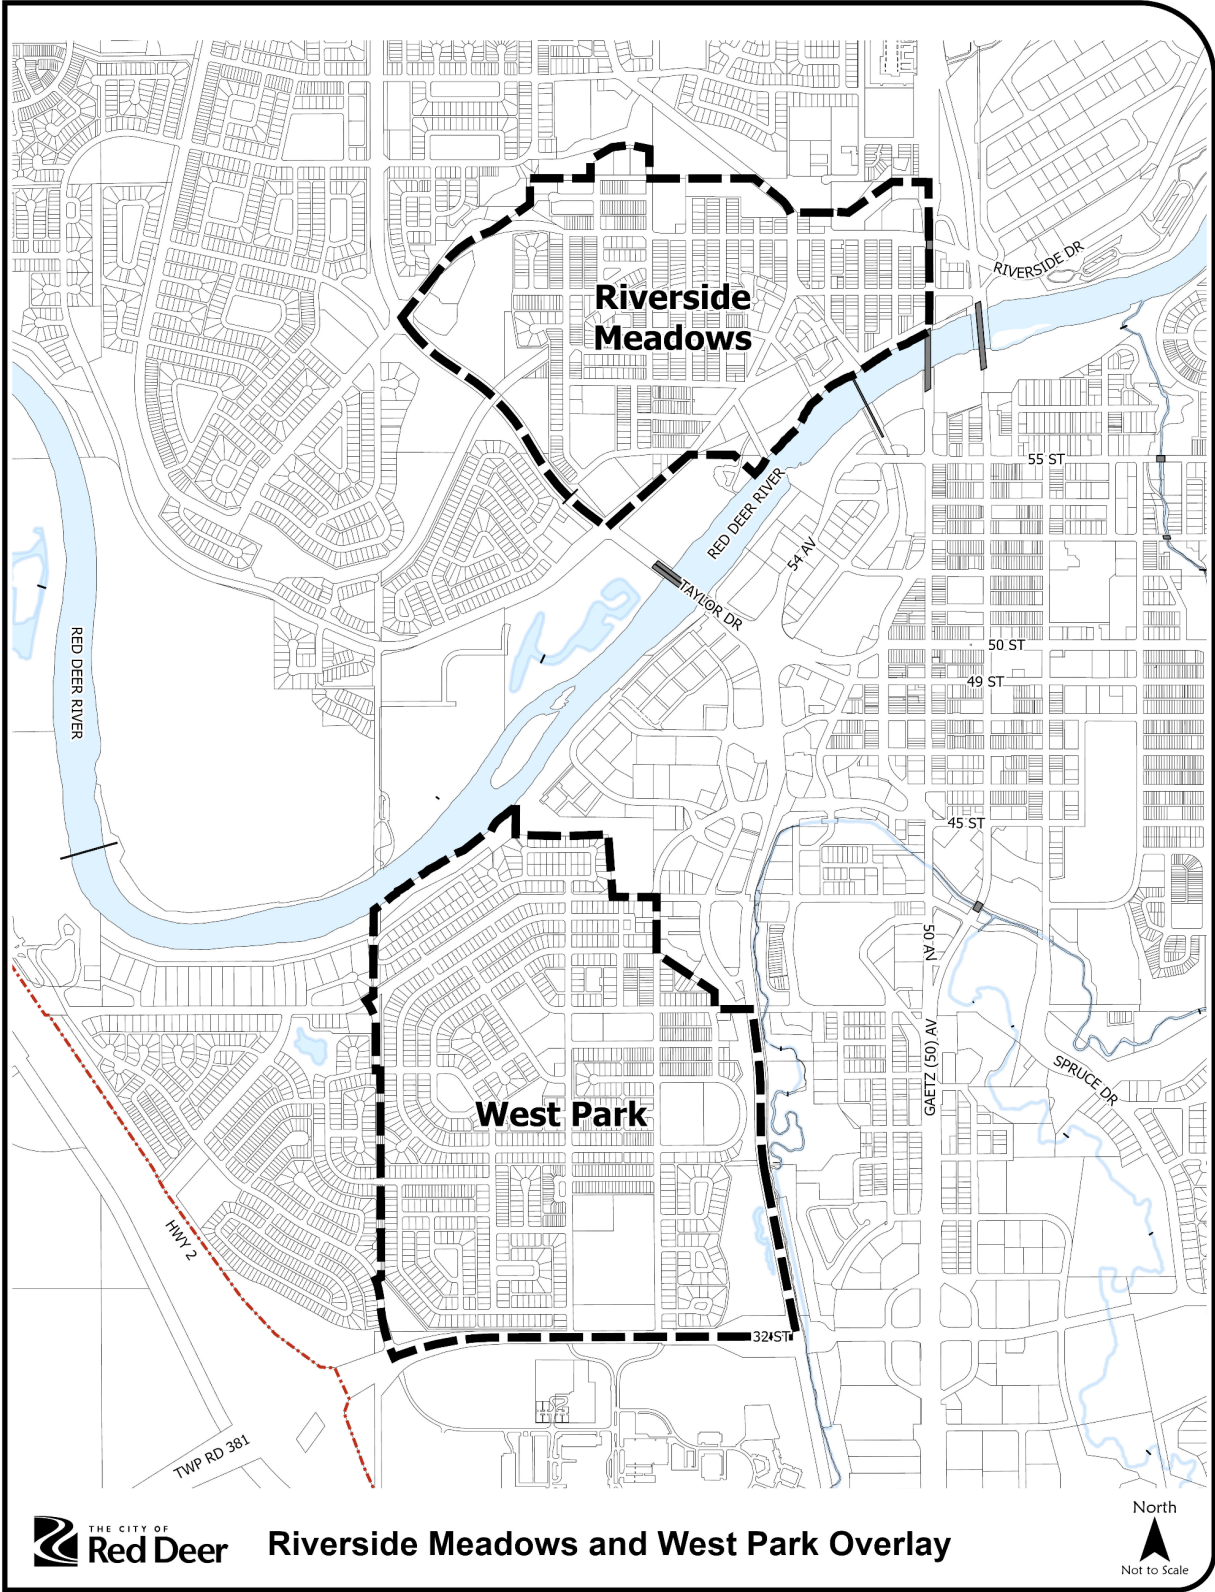 RIVERSIDE DR
Riverside
Meadows
55 ST
RED DEER RIVER
54 AV
TAYLOR DR
50 ST
RED DEER RIVER
49 ST
45 ST
50 AV
GAETZ (50) AV
SPRUCE DR
West Park
HWY 2
32 ST
TWP RD 381
THE CITY OF
Red Deer
Riverside Meadows and West Park Overlay
North
Not to Scale